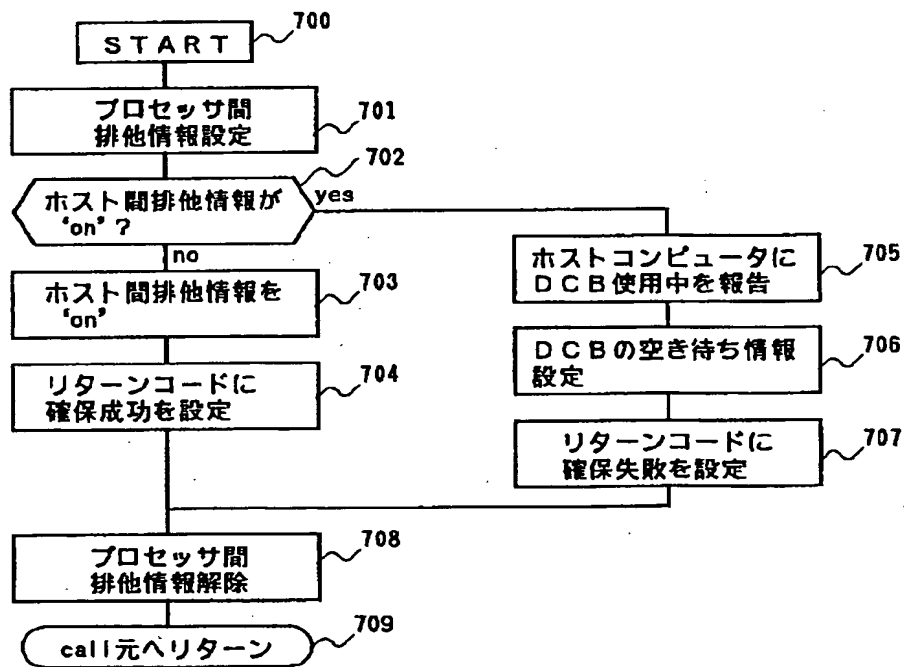 START
700
プロセッサ間
排他情報設定
701
702
ホスト間排他情報が
‘on’？
yes
no
ホスト間排他情報を
‘on’
703
リターンコードに
確保成功を設定
704
ホストコンピュータに
DCB使用中を報告
705
DCBの空き待ち情報
設定
706
リターンコードに
確保失敗を設定
707
プロセッサ間
排他情報解除
708
call元へリターン
709